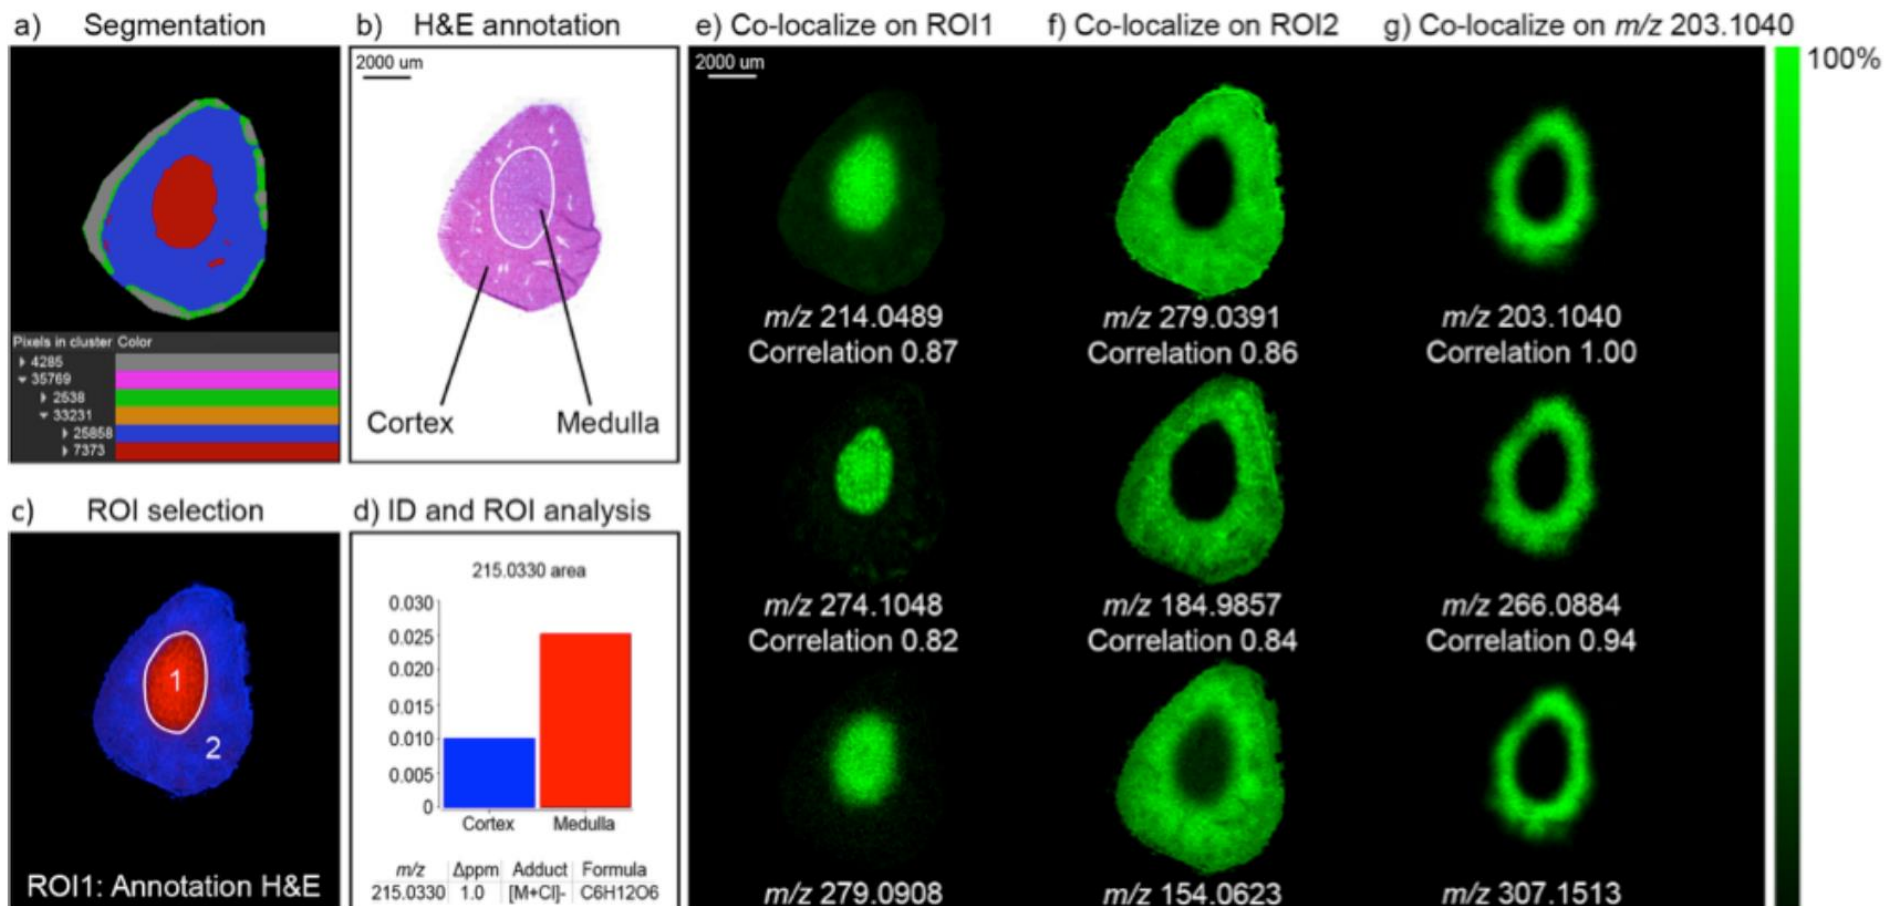 a) Segmentation
Pixels in cluster Color
4285
35769
2538
33231
25858
7373
b) H&E annotation
2000 um
Cortex Medulla
c) ROI selection
1
2
ROI1: Annotation H&E
d) ID and ROI analysis
215.0330 area
0.030
0.025
0.020
0.015
0.010
0.005
0
Cortex Medulla
m/z Δppm Adduct Formula
215.0330 1.0 [M+Cl]- C6H12O6
e) Co-localize on ROI1
2000 um
m/z 214.0489
Correlation 0.87
m/z 274.1048
Correlation 0.82
m/z 279.0908
f) Co-localize on ROI2
m/z 279.0391
Correlation 0.86
m/z 184.9857
Correlation 0.84
m/z 154.0623
g) Co-localize on m/z 203.1040
m/z 203.1040
Correlation 1.00
m/z 266.0884
Correlation 0.94
m/z 307.1513
100%